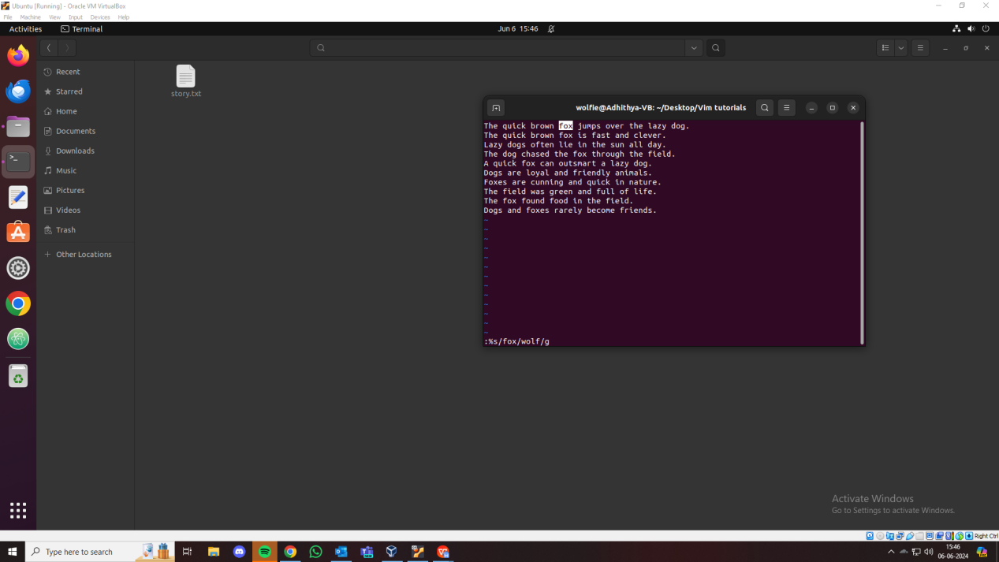 Ubuntu [Running] - Oracle VM VirtualBox
File Machine View Input Devices Help
Activities Terminal Jun 6 15:46
Recent
Starred
Home
Documents
Downloads
Music
Pictures
Videos
Trash
Other Locations
story.txt
wolfie@Adhithya-VB: ~/Desktop/Vim tutorials
The quick brown fox jumps over the lazy dog.
The quick brown fox is fast and clever.
Lazy dogs often lie in the sun all day.
The dog chased the fox through the field.
A quick fox can outsmart a lazy dog.
Dogs are loyal and friendly animals.
Foxes are cunning and quick in nature.
The field was green and full of life.
The fox found food in the field.
Dogs and foxes rarely become friends.
~
~
~
~
~
~
~
~
~
~
~
~
~
:%s/fox/wolf/g
Activate Windows
Go to Settings to activate Windows.
Right Ctrl
Type here to search
15:46
06-06-2024